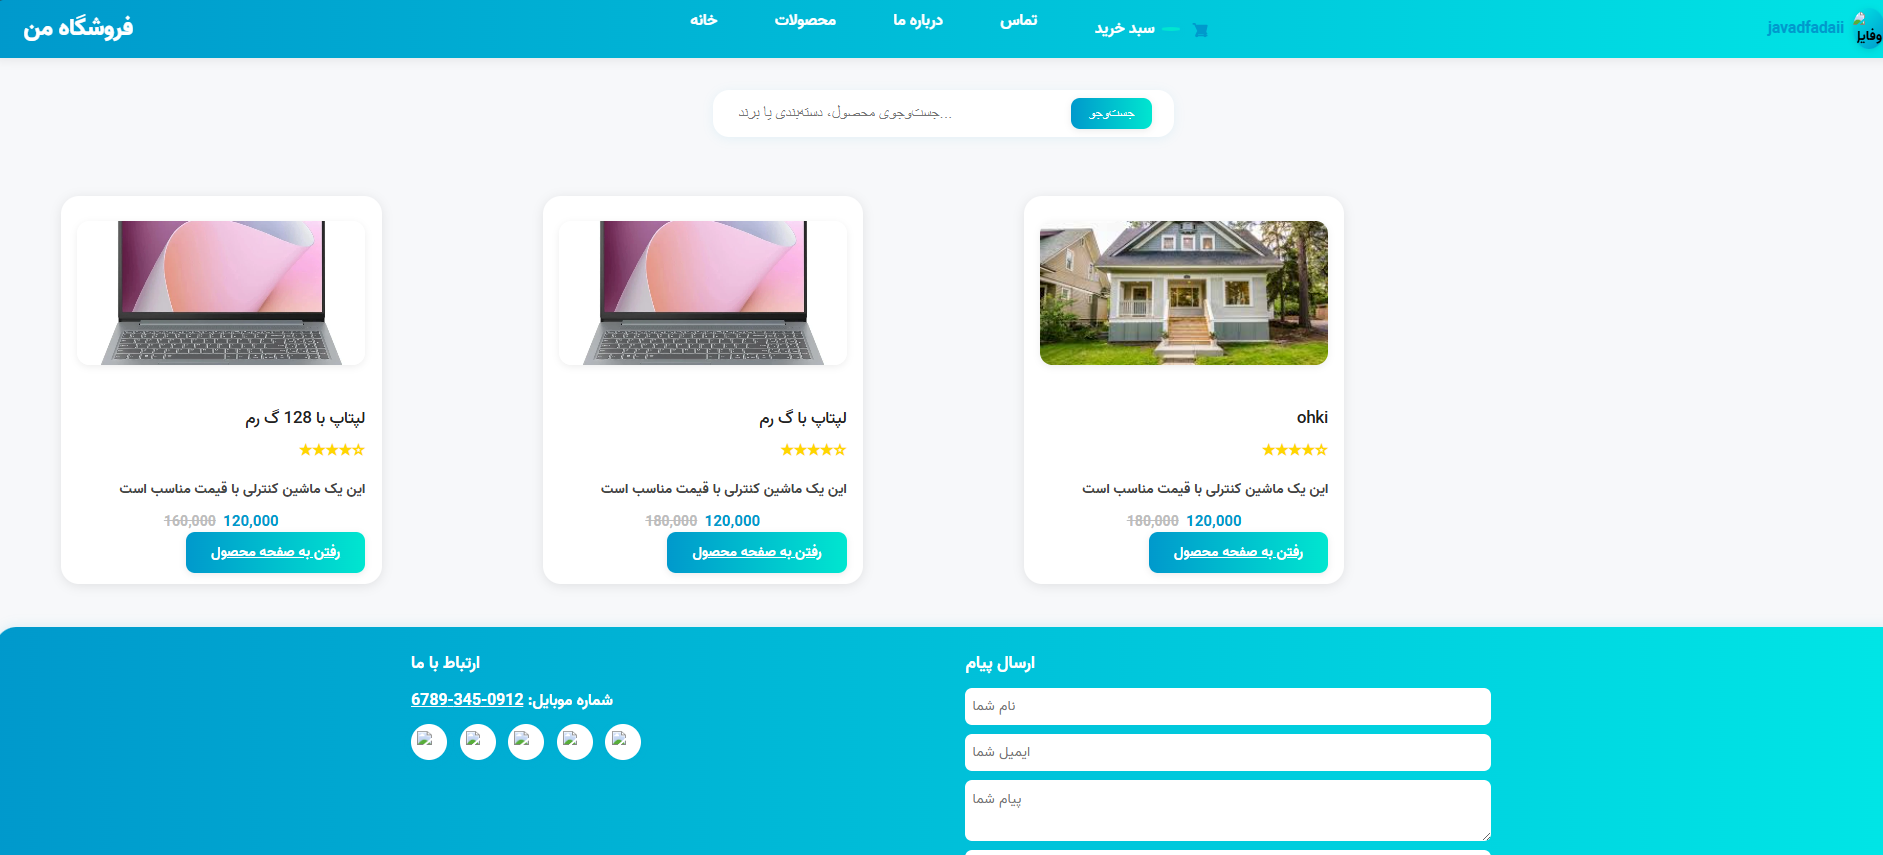 فروشگاه من
خانه
محصولات
درباره ما
تماس
سبد خرید
javadfadaii
وفایل
جست‌وجوی محصول، دسته‌بندی یا برند...
جست‌وجو
لپتاپ با 128 گ رم
★★★★☆
این یک ماشین کنترلی با قیمت مناسب است
160,000 120,000
رفتن به صفحه محصول
لپتاپ با گ رم
★★★★☆
این یک ماشین کنترلی با قیمت مناسب است
180,000 120,000
رفتن به صفحه محصول
ohki
★★★★☆
این یک ماشین کنترلی با قیمت مناسب است
180,000 120,000
رفتن به صفحه محصول
ارتباط با ما
شماره موبایل: 0912-345-6789
ارسال پیام
نام شما
ایمیل شما
پیام شما